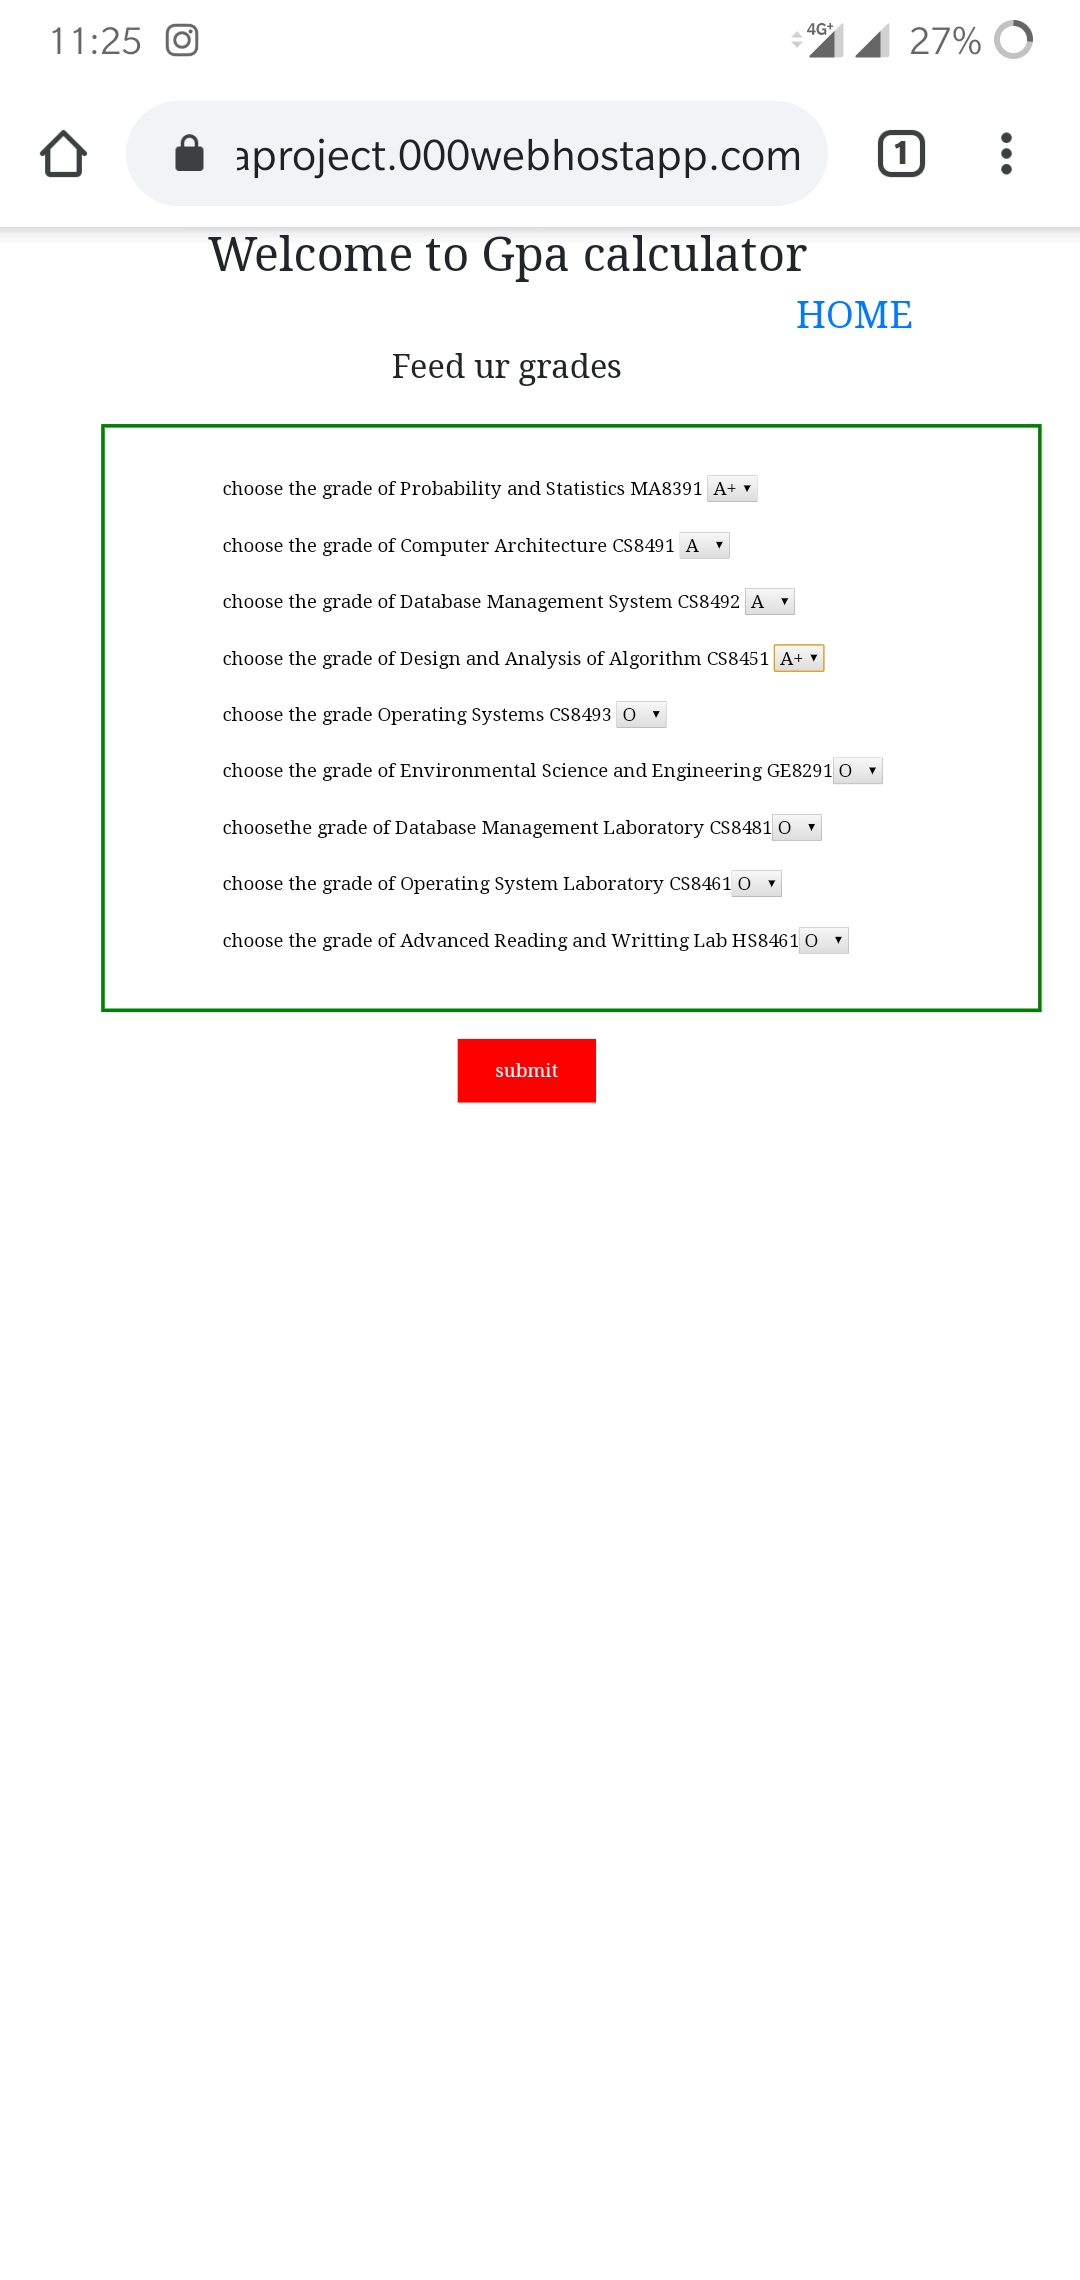 11:25 4G+ 27%
aproject.000webhostapp.com 1
Welcome to Gpa calculator
HOME
Feed ur grades
choose the grade of Probability and Statistics MA8391 A+
choose the grade of Computer Architecture CS8491 A
choose the grade of Database Management System CS8492 A
choose the grade of Design and Analysis of Algorithm CS8451 A+
choose the grade Operating Systems CS8493 O
choose the grade of Environmental Science and Engineering GE8291 O
choosethe grade of Database Management Laboratory CS8481 O
choose the grade of Operating System Laboratory CS8461 O
choose the grade of Advanced Reading and Writting Lab HS8461 O
submit